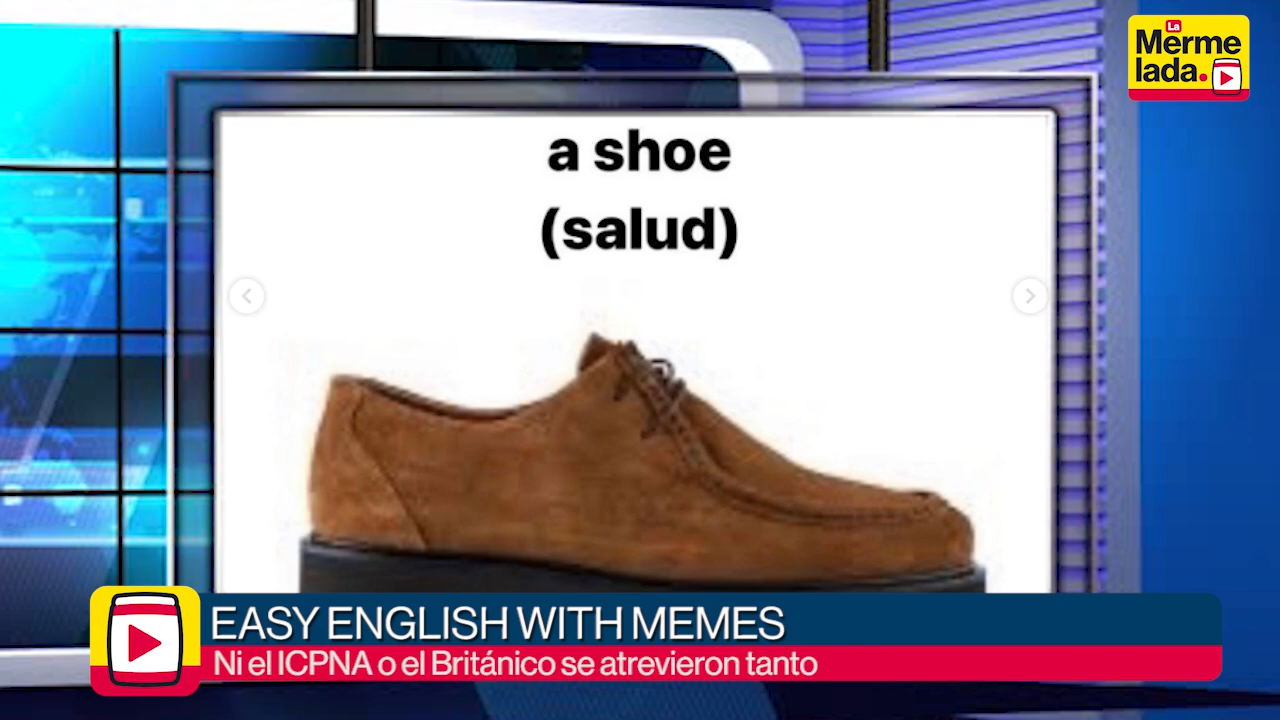 La
Merme
lada.
a shoe
(salud)
EASY ENGLISH WITH MEMES
Ni el ICPNA o el Británico se atrevieron tanto